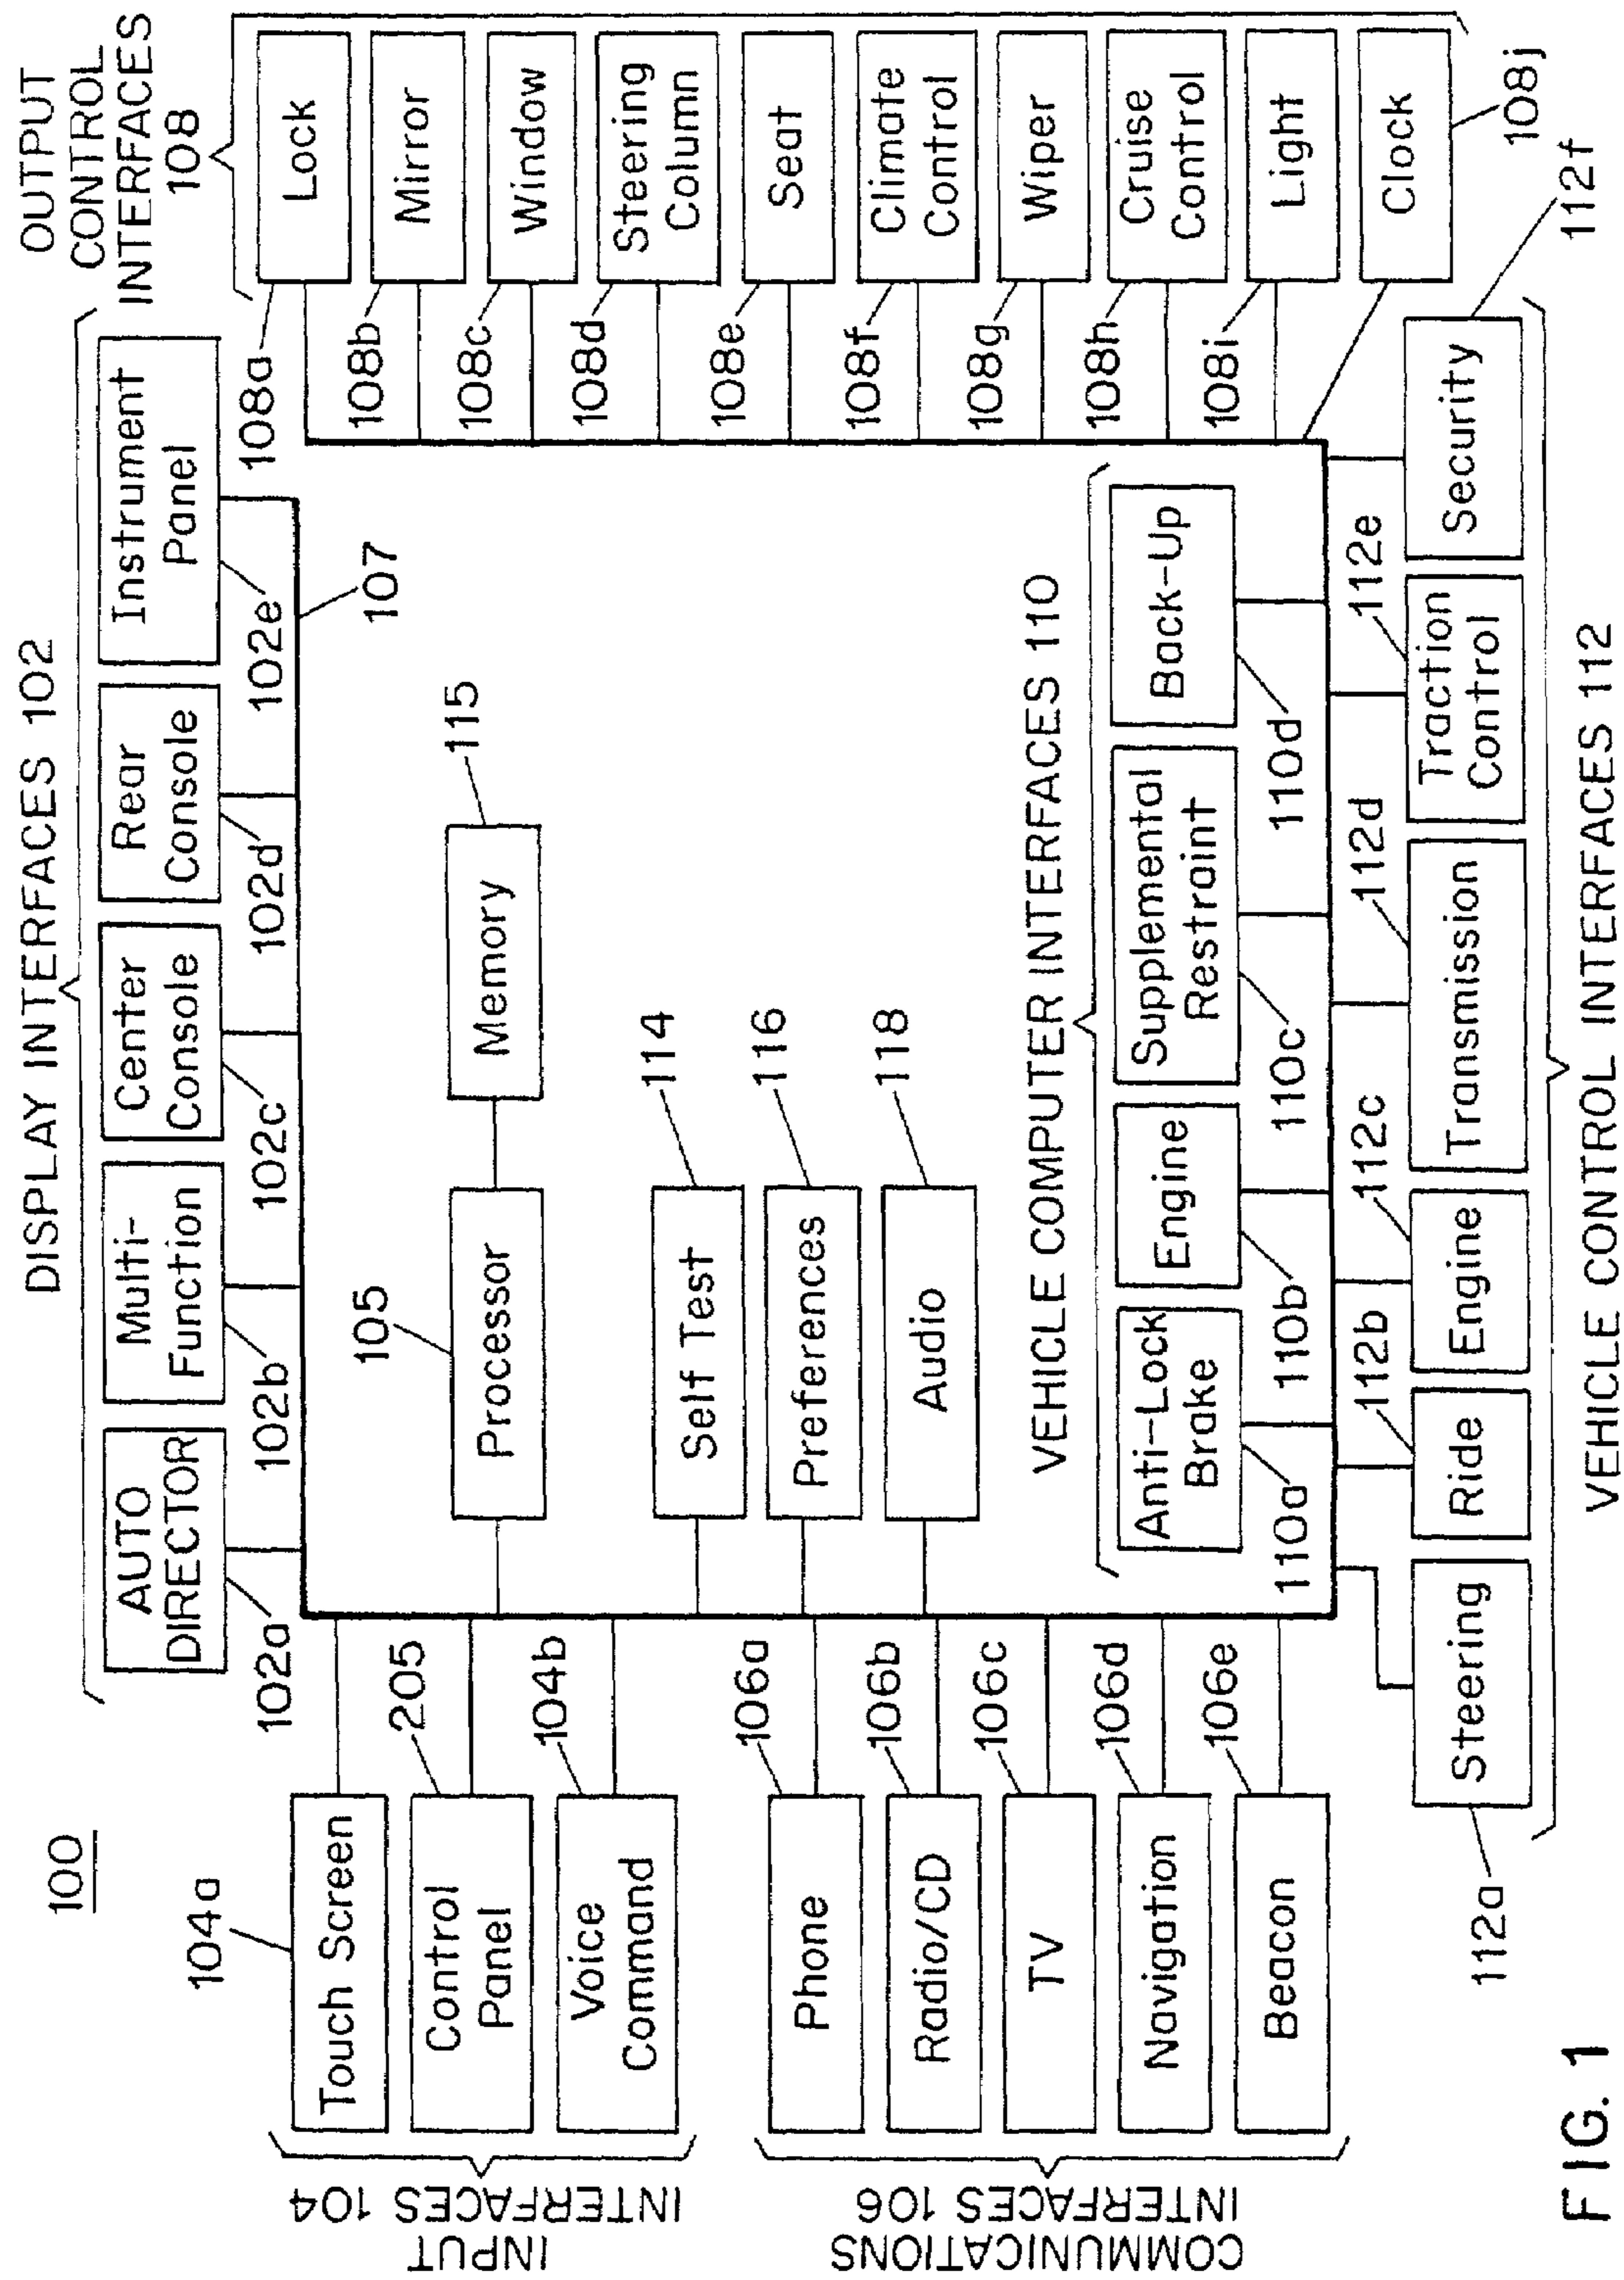 100
DISPLAY INTERFACES 102
AUTO
DIRECTOR
102a
Multi-
Function
102b
Center
Console
102c
Rear
Console
102d
Instrument
Panel
102e
107
OUTPUT
CONTROL
INTERFACES
108
Lock
108a
Mirror
108b
Window
108c
Steering
Column
108d
Seat
108e
Climate
Control
108f
Wiper
108g
Cruise
Control
108h
Light
108i
Clock
108j
104a
Touch Screen
205
Control
Panel
104b
Voice
Command
INPUT
INTERFACES 104
106a
Phone
106b
Radio/CD
106c
TV
106d
Navigation
106e
Beacon
COMMUNICATIONS
INTERFACES 106
105
Processor
Memory
115
Self Test
114
Preferences
116
Audio
118
VEHICLE COMPUTER INTERFACES 110
Anti-Lock
Brake
110a
Engine
110b
Supplemental
Restraint
110c
Back-Up
110d
Steering
112a
Ride
112b
Engine
112c
Transmission
112d
Traction
Control
112e
Security
112f
VEHICLE CONTROL INTERFACES 112
FIG. 1